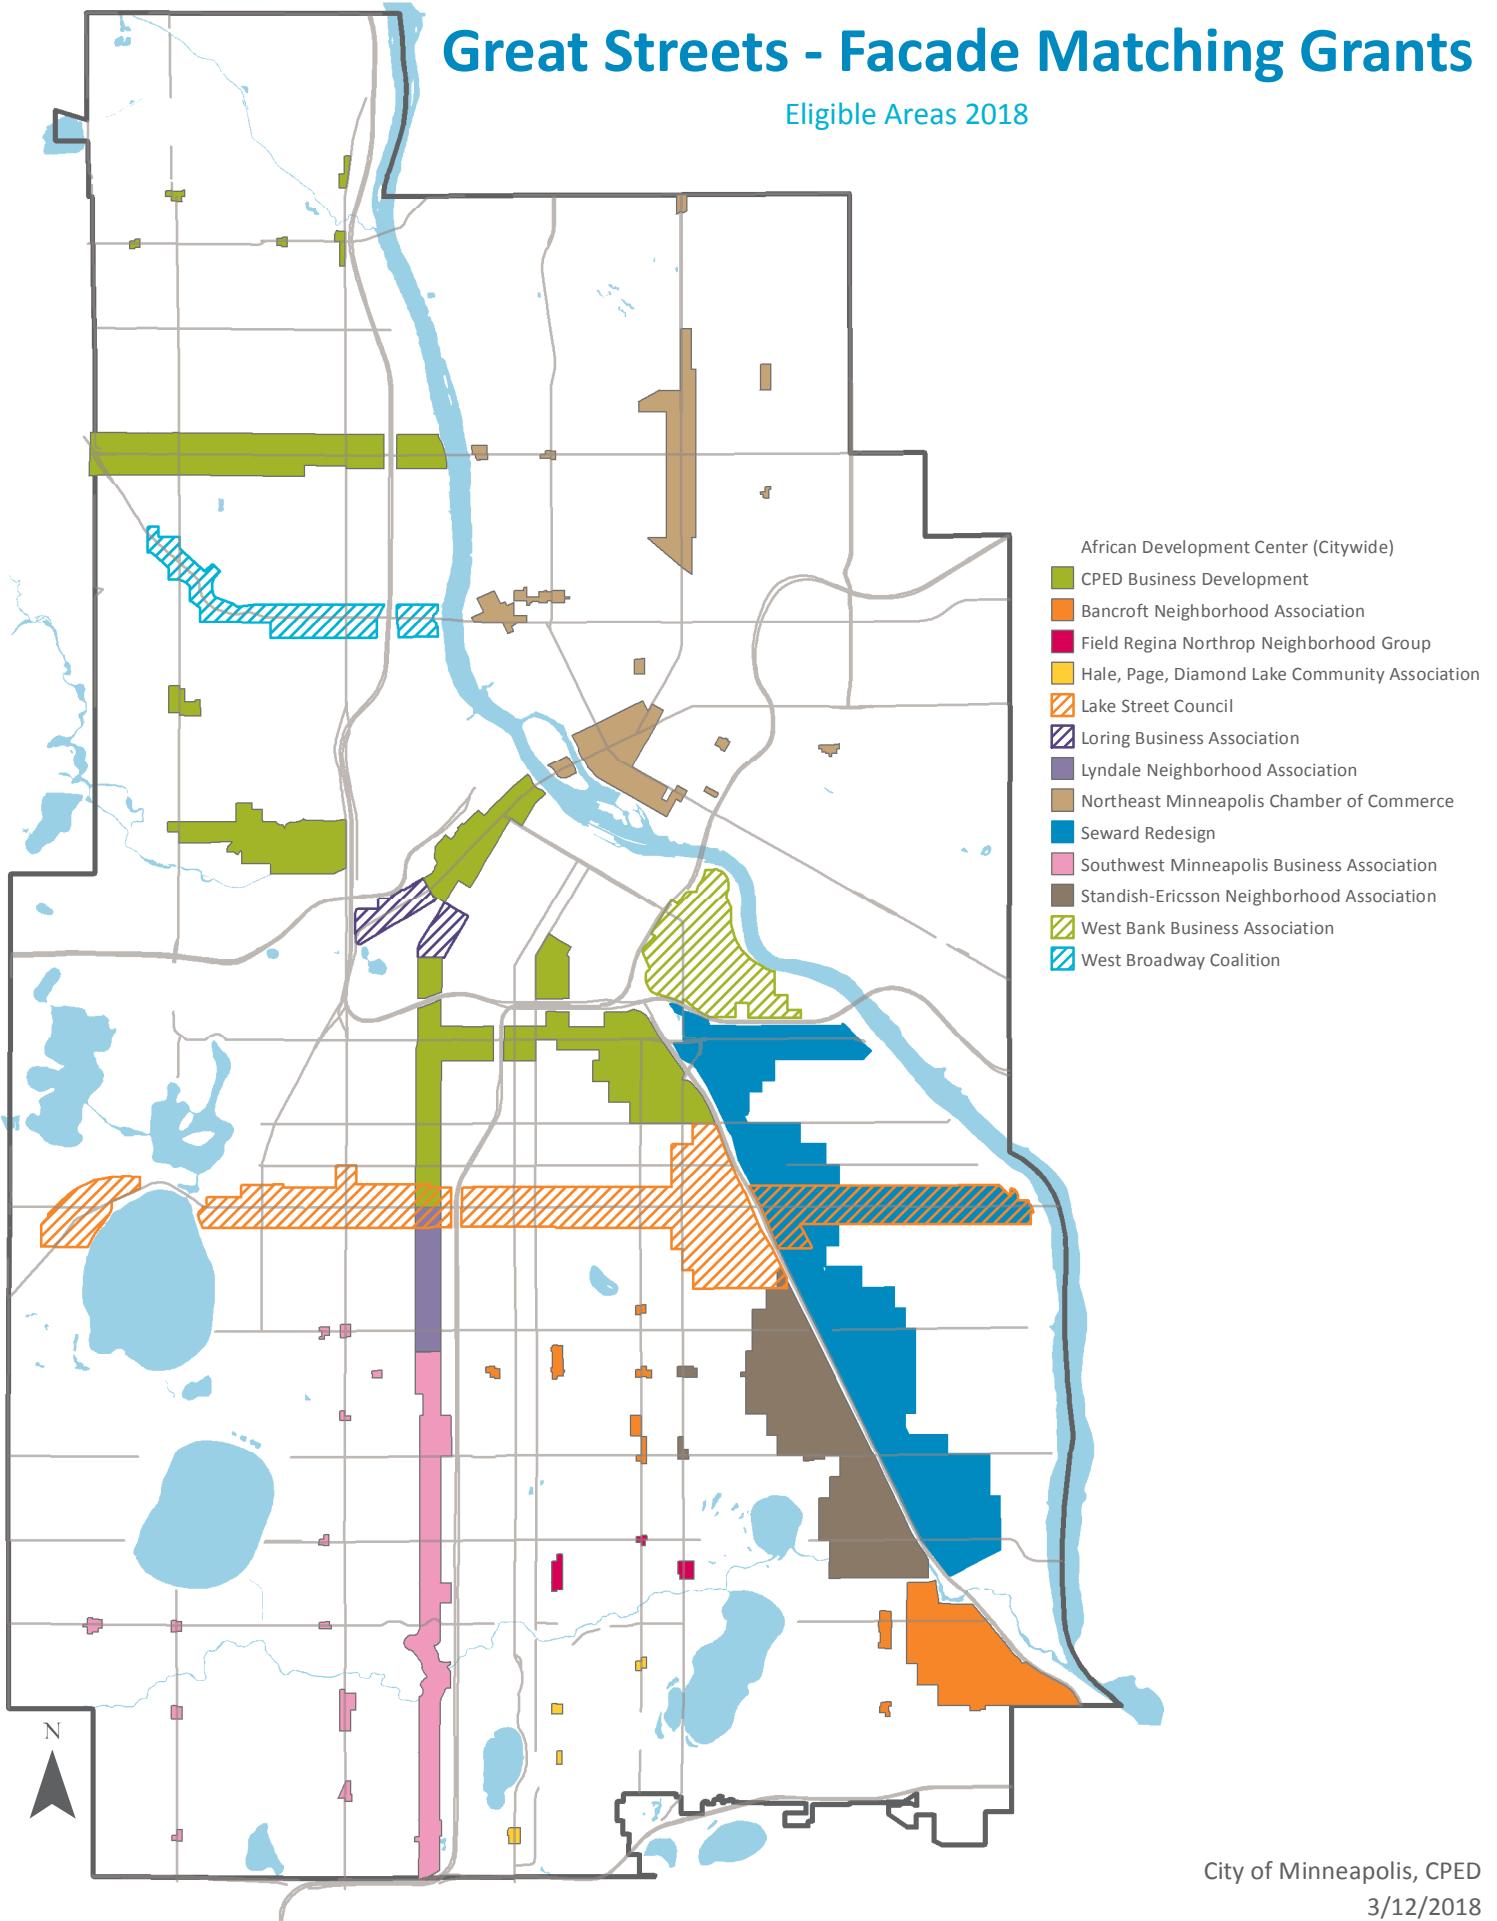 Great Streets - Facade Matching Grants
Eligible Areas 2018
African Development Center (Citywide)
CPED Business Development
Bancroft Neighborhood Association
Field Regina Northrop Neighborhood Group
Hale, Page, Diamond Lake Community Association
Lake Street Council
Loring Business Association
Lyndale Neighborhood Association
Northeast Minneapolis Chamber of Commerce
Seward Redesign
Southwest Minneapolis Business Association
Standish-Ericsson Neighborhood Association
West Bank Business Association
West Broadway Coalition
N
City of Minneapolis, CPED
3/12/2018